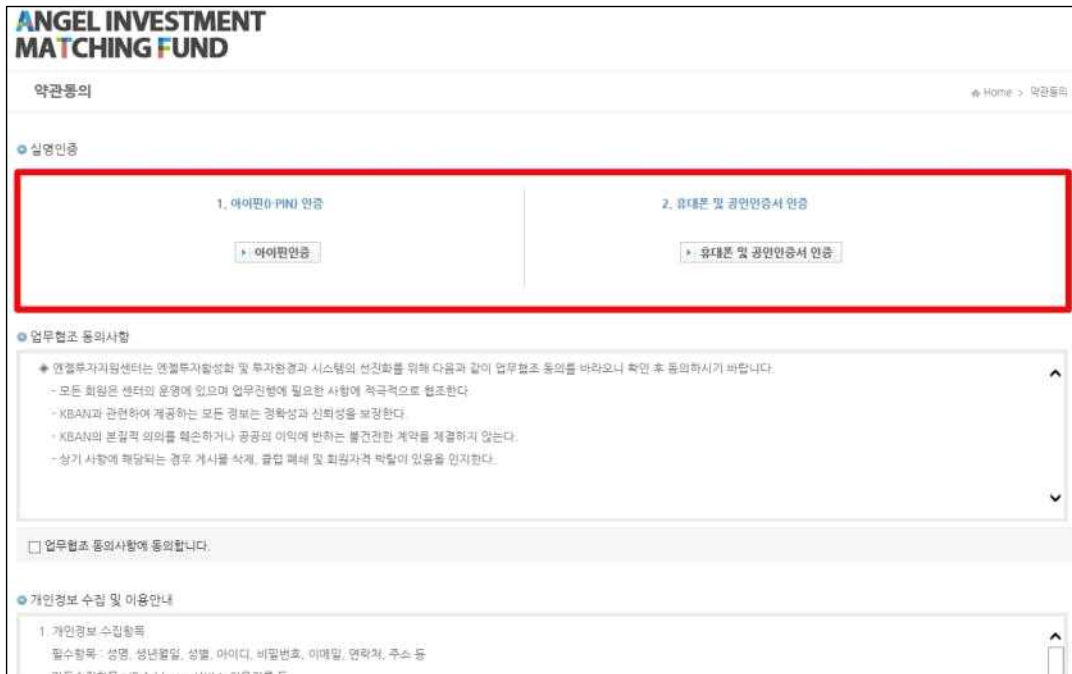 ANGEL INVESTMENT
MATCHING FUND
약관동의
Home > 약관동의
실명인증
1. 아이핀(I-PIN) 인증
2. 휴대폰 및 공인인증서 인증
아이핀인증
휴대폰 및 공인인증서 인증
업무협조 동의사항
◈ 엔젤투자지원센터는 엔젤투자활성화 및 투자환경과 시스템의 선진화를 위해 다음과 같이 업무협조 동의를 바라오니 확인 후 동의하시기 바랍니다.
- 모든 회원은 센터의 운영에 있으며 업무진행에 필요한 사항에 적극적으로 협조한다.
- KBAN과 관련하여 제공하는 모든 정보는 정확성과 신뢰성을 보장한다.
- KBAN의 본질적 의의를 훼손하거나 공공의 이익에 반하는 불건전한 계약을 체결하지 않는다.
- 상기 사항에 해당되는 경우 게시물 삭제, 클럽 폐쇄 및 회원자격 박탈이 있음을 인지한다.
업무협조 동의사항에 동의합니다.
개인정보 수집 및 이용안내
1. 개인정보 수집항목
필수항목 : 성명, 생년월일, 성별, 아이디, 비밀번호, 이메일, 연락처, 주소 등